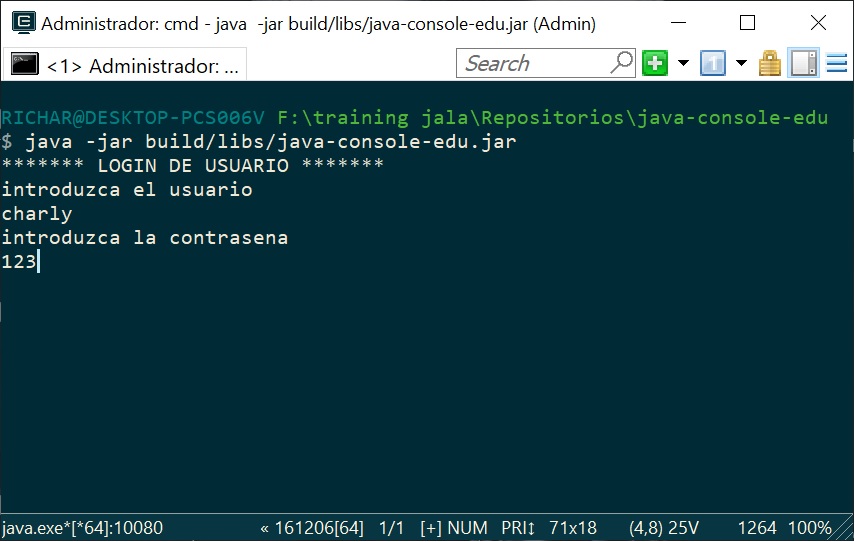 Administrador: cmd - java  -jar build/libs/java-console-edu.jar (Admin)
<1> Administrador: ...
Search
1
RICHAR@DESKTOP-PCS006V F:\training jala\Repositorios\java-console-edu
$ java -jar build/libs/java-console-edu.jar
******* LOGIN DE USUARIO *******
introduzca el usuario
charly
introduzca la contrasena
123
java.exe*[*64]:10080 « 161206[64] 1/1 [+] NUM PRI↕ 71x18 (4,8) 25V 1264 100%